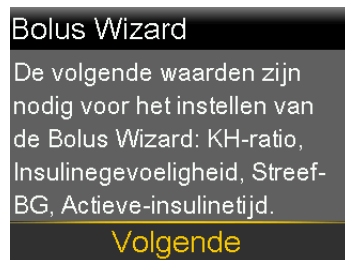 Bolus Wizard
De volgende waarden zijn
nodig voor het instellen van
de Bolus Wizard: KH-ratio,
Insulinegevoeligheid, Streef-
BG, Actieve-insulinetijd.
Volgende